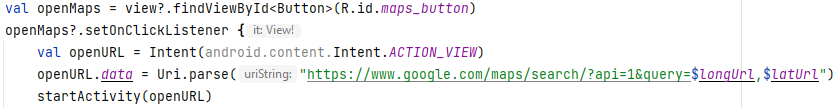 val openMaps = view?.findViewById<Button>(R.id.maps_button)
openMaps?.setOnClickListener { it: View!
    val openURL = Intent(android.content.Intent.ACTION_VIEW)
    openURL.data = Uri.parse( uriString: "https://www.google.com/maps/search/?api=1&query=$longUrl,$latUrl")
    startActivity(openURL)